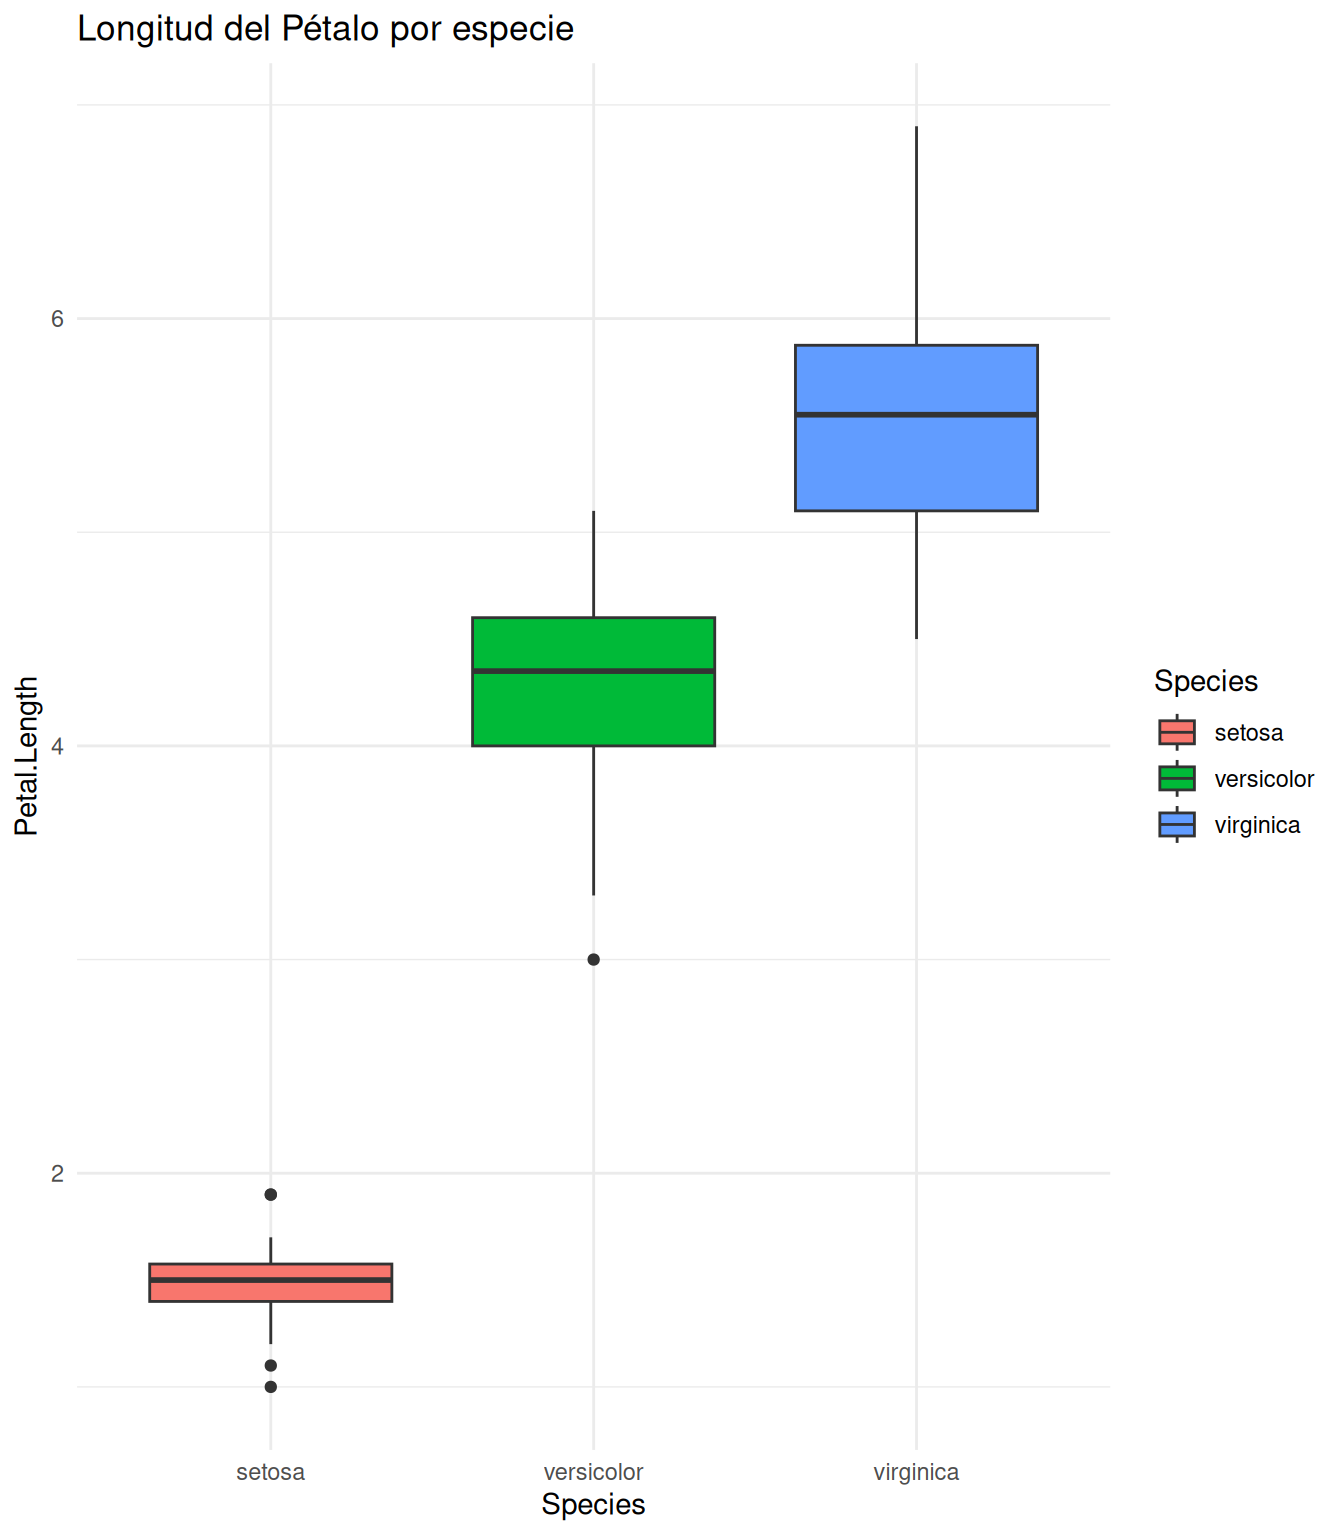 Longitud del Pétalo por especie
Petal.Length
6
4
2
setosa
versicolor
virginica
Species
Species
setosa
versicolor
virginica